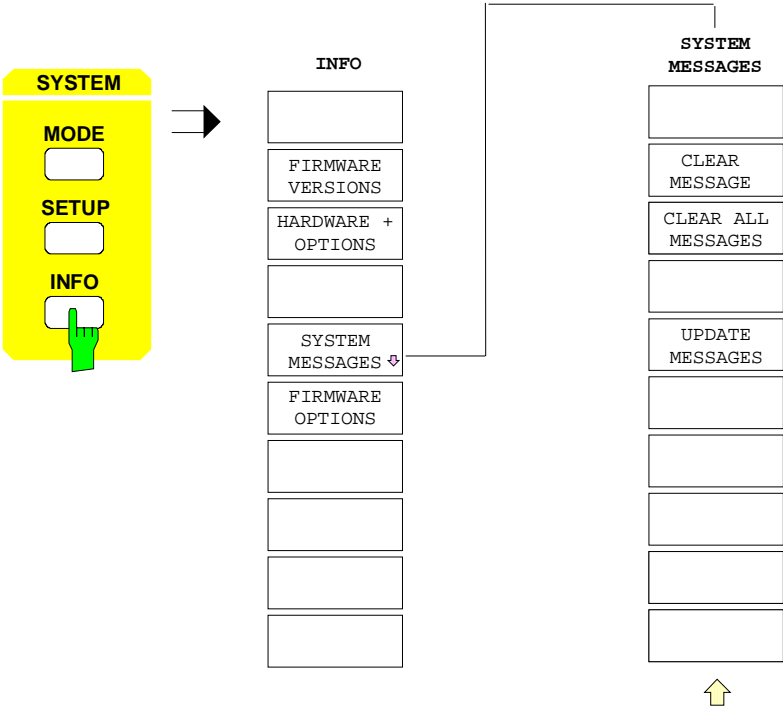 SYSTEM
MODE
SETUP
INFO
INFO
FIRMWARE
VERSIONS
HARDWARE +
OPTIONS
SYSTEM
MESSAGES
FIRMWARE
OPTIONS
SYSTEM
MESSAGES
CLEAR
MESSAGE
CLEAR ALL
MESSAGES
UPDATE
MESSAGES